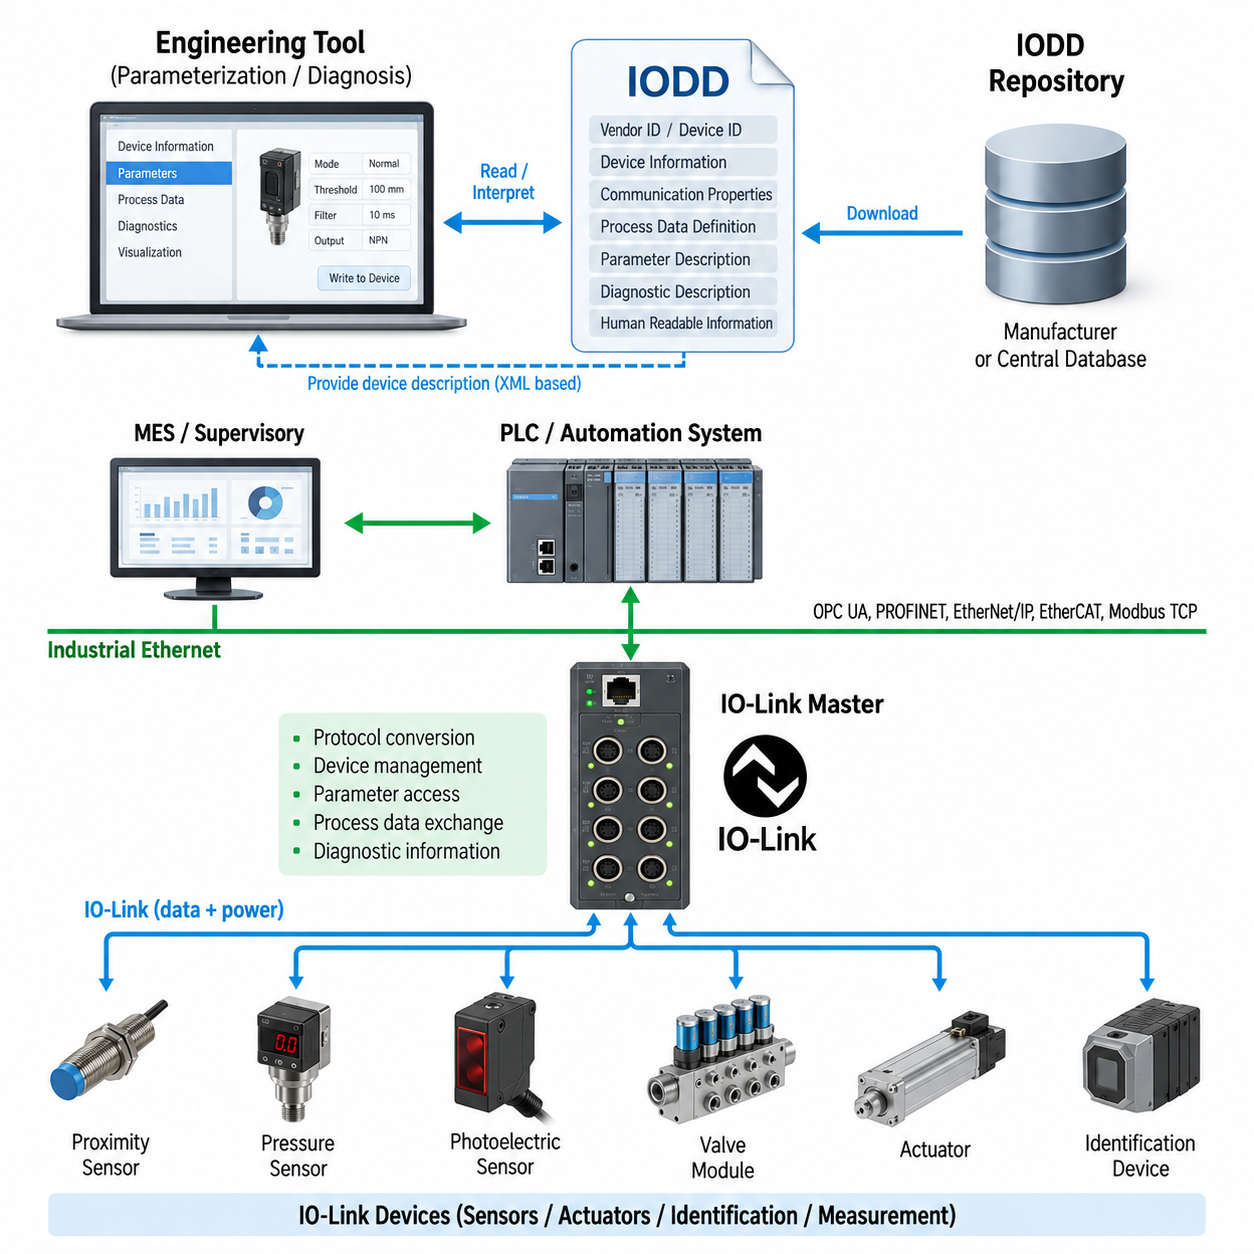 Engineering Tool
(Parameterization / Diagnosis)
Device Information
Parameters
Process Data
Diagnostics
Visualization
Mode Normal
Threshold 100 mm
Filter 10 ms
Output NPN
Write to Device
Read /
Interpret
IODD
Vendor ID / Device ID
Device Information
Communication Properties
Process Data Definition
Parameter Description
Diagnostic Description
Human Readable Information
Download
IODD
Repository
Manufacturer
or Central Database
Provide device description (XML based)
MES / Supervisory
PLC / Automation System
OPC UA, PROFINET, EtherNet/IP, EtherCAT, Modbus TCP
Industrial Ethernet
• Protocol conversion
• Device management
• Parameter access
• Process data exchange
• Diagnostic information
IO-Link Master
IO-Link
IO-Link (data + power)
0.0
Proximity
Sensor
Pressure
Sensor
Photoelectric
Sensor
Valve
Module
Actuator
Identification
Device
IO-Link Devices (Sensors / Actuators / Identification / Measurement)